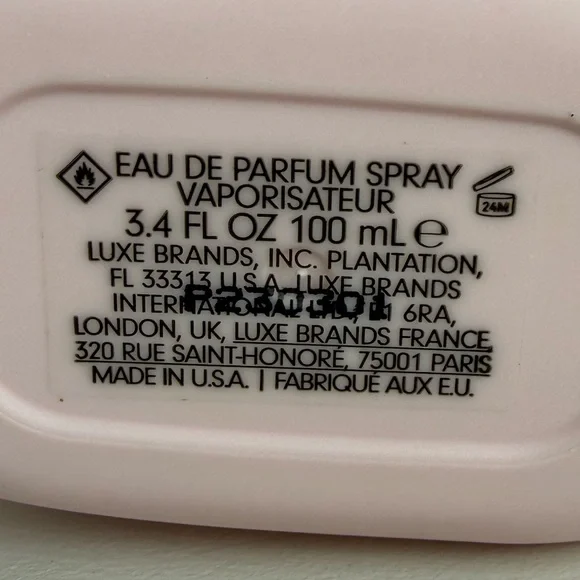 EAU DE PARFUM SPRAY
24M
VAPORISATEUR
3.4 FL OZ 100 mL ℮
LUXE BRANDS, INC. PLANTATION,
FL 33313 U.S.A. LUXE BRANDS
INTERNATIONAL 6RA,
LONDON, UK, LUXE BRANDS FRANCE,
320 RUE SAINT-HONORÉ, 75001 PARIS
MADE IN U.S.A. | FABRIQUÉ AUX E.U.